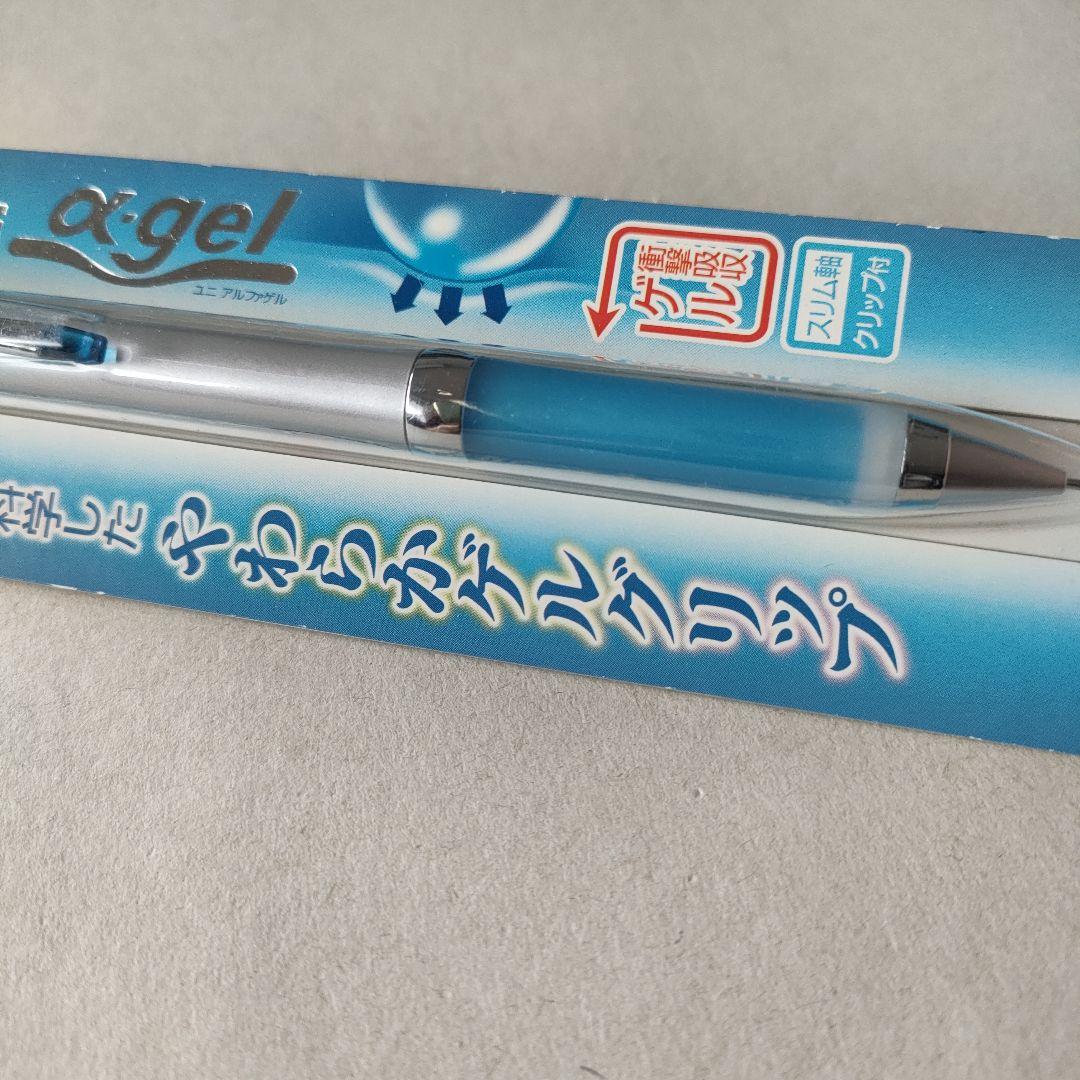 α・gel
ユニ アルファゲル
衝撃吸収
ゲル
スリム軸
クリップ付
科学した
やわらかゲルグリップ